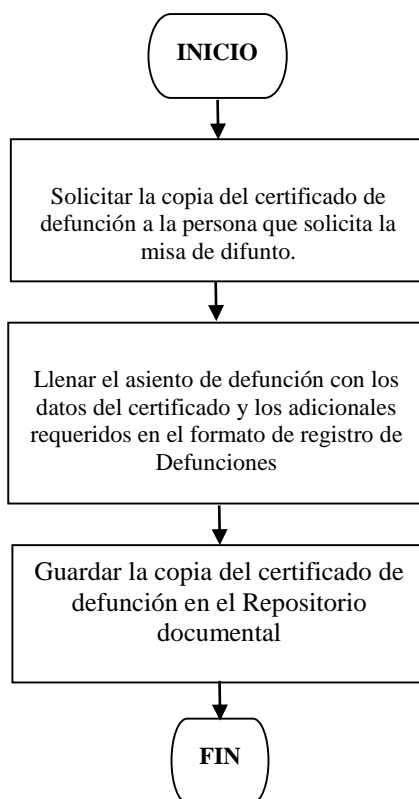 INICIO
Solicitar la copia del certificado de
defunción a la persona que solicita la
misa de difunto.
Llenar el asiento de defunción con los
datos del certificado y los adicionales
requeridos en el formato de registro de
Defunciones
Guardar la copia del certificado de
defunción en el Repositorio
documental
FIN